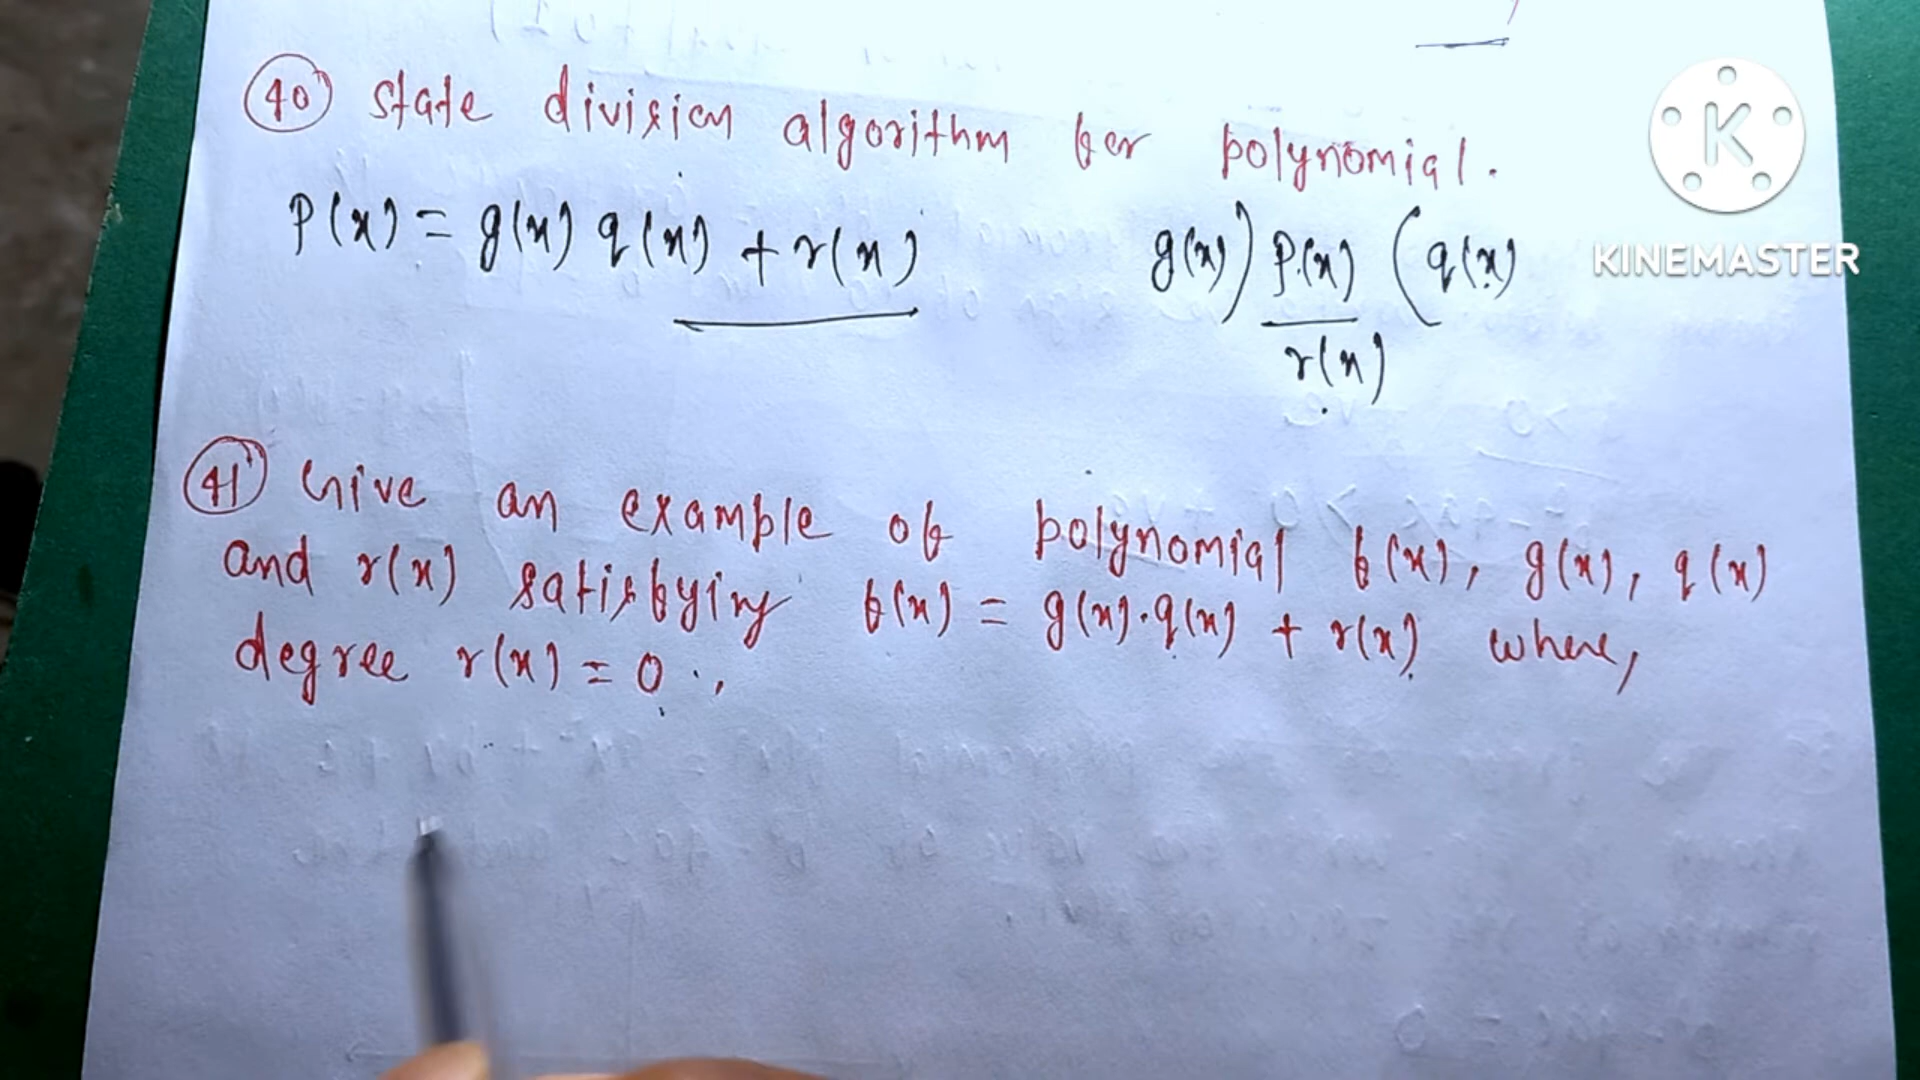 40 state division algorithm for polynomial.
P(x) = g(x) q(x) + r(x)
g(x) ) P(x) ( q(x)
r(x)
K
KINEMASTER
41 Give an example of polynomial f(x), g(x), q(x)
and r(x) satisfying f(x) = g(x)·q(x) + r(x) where,
degree r(x) = 0.,